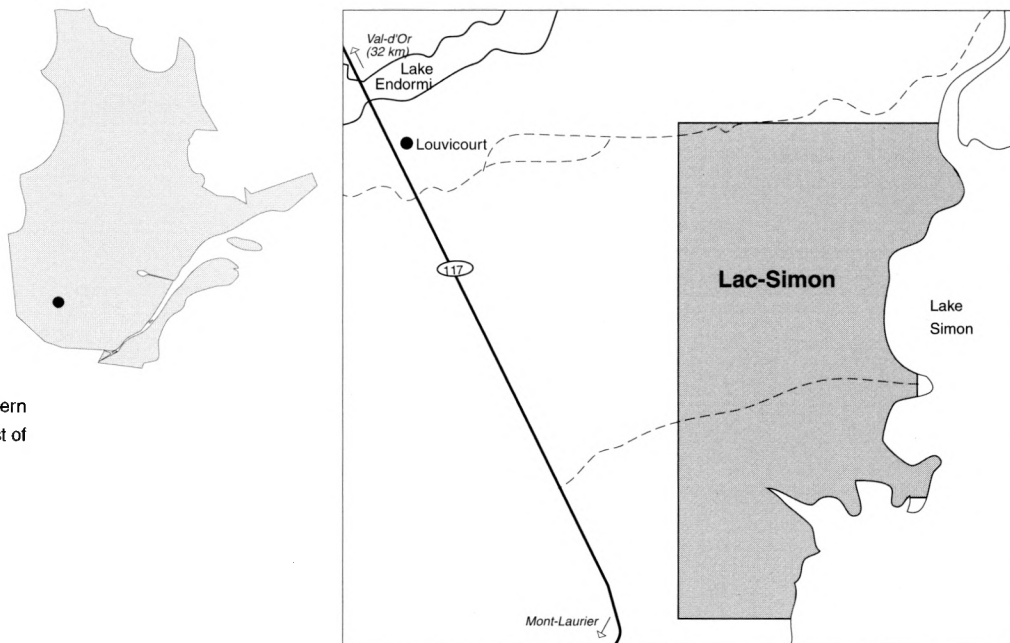 ern
st of
Val-d'Or
(32 km)
Lake
Endormi
Louvicourt
117
Lac-Simon
Lake
Simon
Mont-Laurier